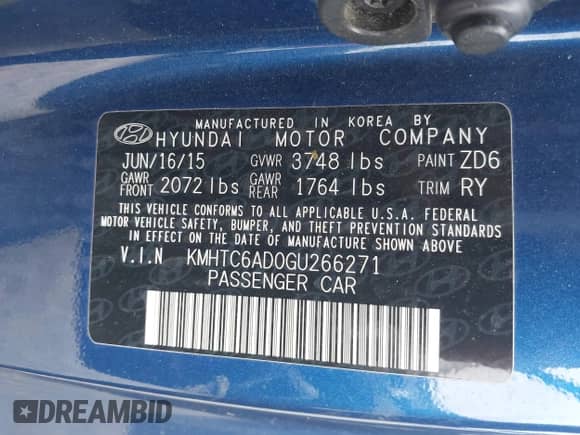 MANUFACTURED IN KOREA BY
HYUNDAI MOTOR COMPANY
JUN/16/15 GVWR 3748 lbs PAINT ZD6
GAWR FRONT 2072 lbs GAWR REAR 1764 lbs TRIM RY
THIS VEHICLE CONFORMS TO ALL APPLICABLE U.S.A. FEDERAL
MOTOR VEHICLE SAFETY, BUMPER, AND THEFT PREVENTION STANDARDS
IN EFFECT ON THE DATE OF MANUFACTURE SHOWN ABOVE.
V.I.N KMHTC6AD0GU266271
PASSENGER CAR
DREAMBID